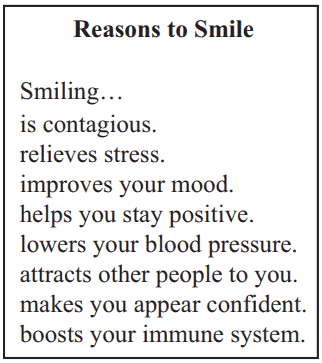 Reasons to Smile
Smiling…
is contagious.
relieves stress.
improves your mood.
helps you stay positive.
lowers your blood pressure.
attracts other people to you.
makes you appear confident.
boosts your immune system.